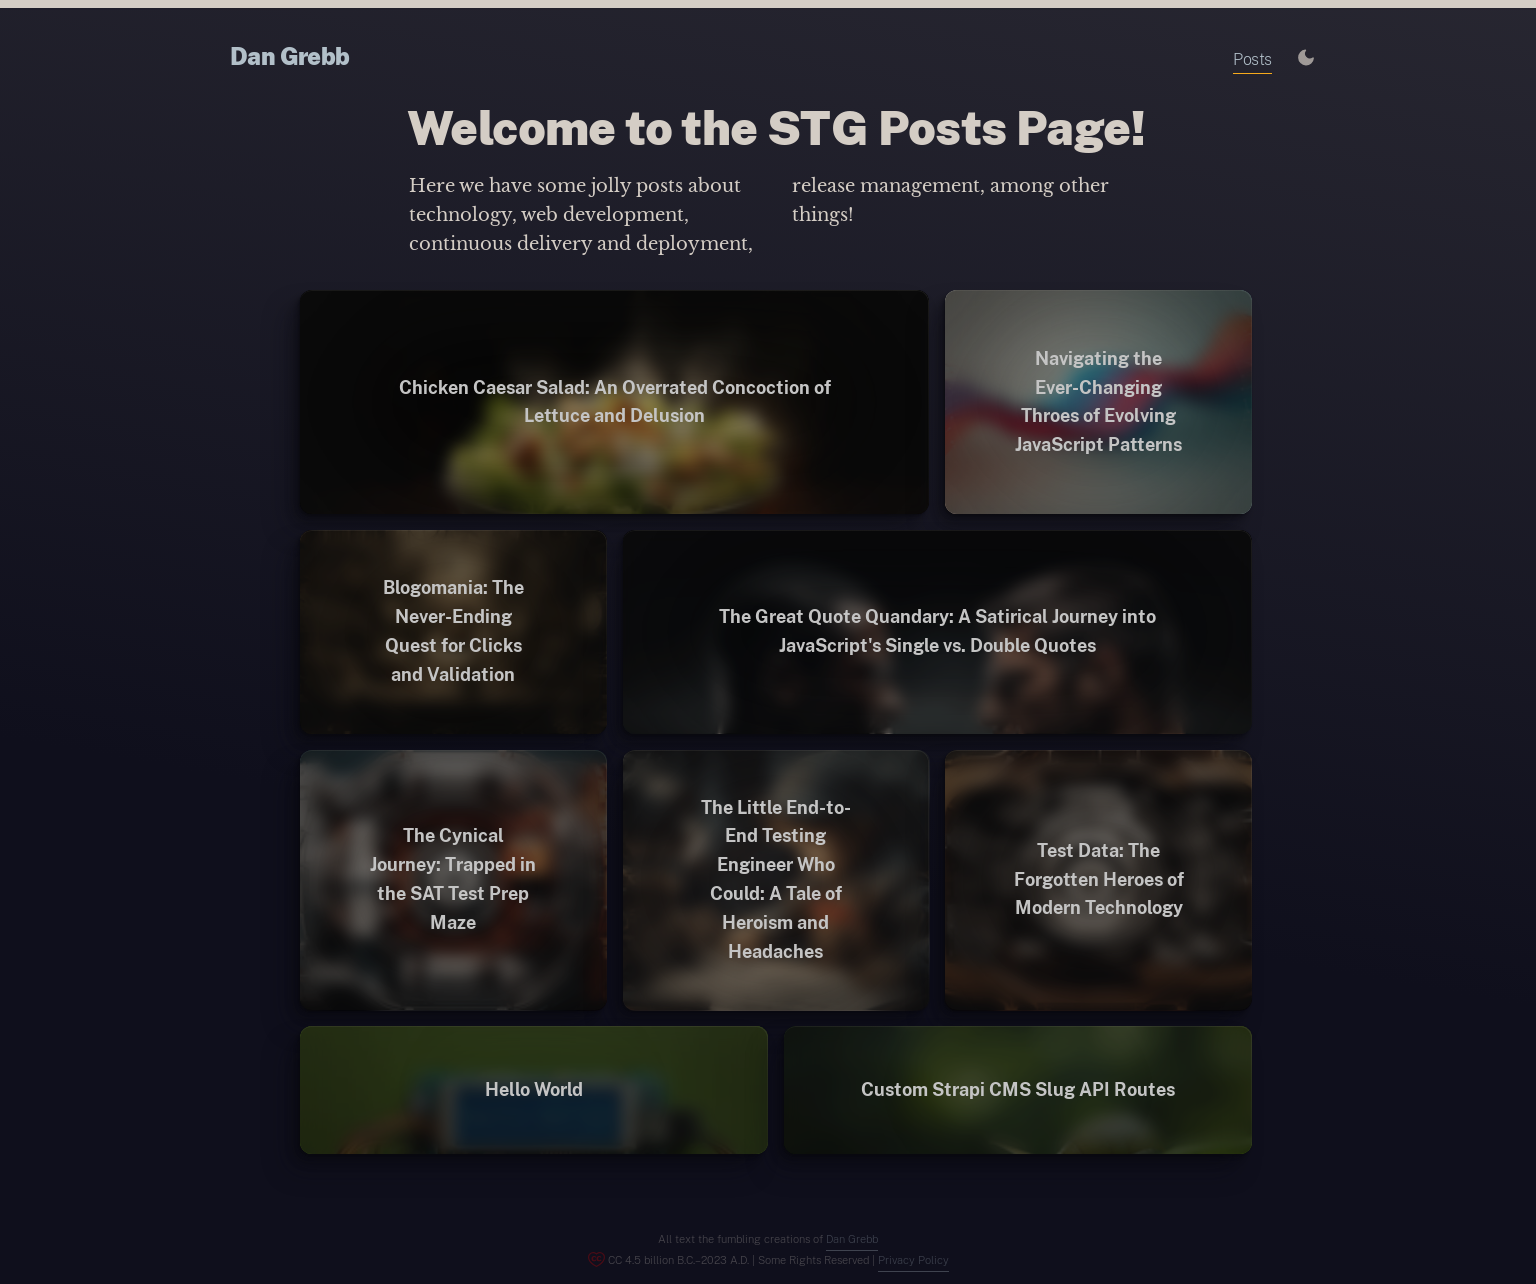 Dan Grebb
Posts
Welcome to the STG Posts Page!
Here we have some jolly posts about
technology, web development,
continuous delivery and deployment,
release management, among other
things!
Chicken Caesar Salad: An Overrated Concoction of
Lettuce and Delusion
Navigating the
Ever-Changing
Throes of Evolving
JavaScript Patterns
Blogomania: The
Never-Ending
Quest for Clicks
and Validation
The Great Quote Quandary: A Satirical Journey into
JavaScript's Single vs. Double Quotes
The Cynical
Journey: Trapped in
the SAT Test Prep
Maze
The Little End-to-
End Testing
Engineer Who
Could: A Tale of
Heroism and
Headaches
Test Data: The
Forgotten Heroes of
Modern Technology
Hello World
Custom Strapi CMS Slug API Routes
All text the fumbling creations of Dan Grebb
CC 4.5 billion B.C.–2023 A.D. | Some Rights Reserved | Privacy Policy